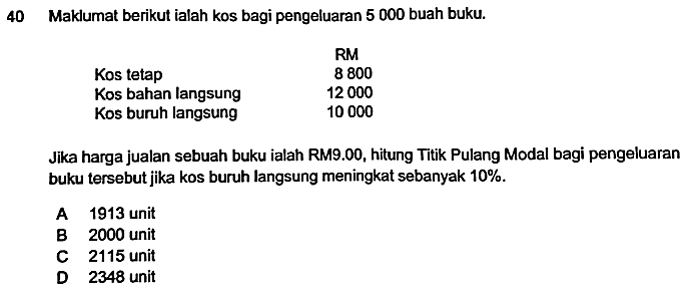 40 Maklumat berikut ialah kos bagi pengeluaran 5 000 buah buku.
RM
Kos tetap 8 800
Kos bahan langsung 12 000
Kos buruh langsung 10 000
Jika harga jualan sebuah buku ialah RM9.00, hitung Titik Pulang Modal bagi pengeluaran
buku tersebut jika kos buruh langsung meningkat sebanyak 10%.
A 1913 unit
B 2000 unit
C 2115 unit
D 2348 unit